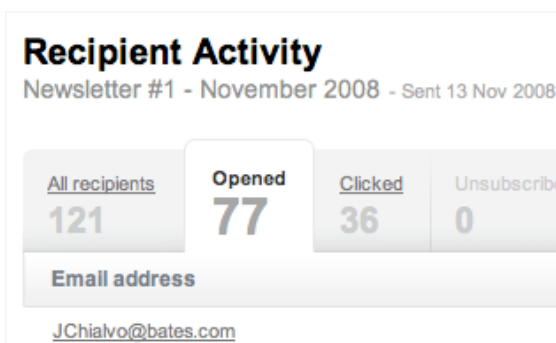 Recipient Activity
Newsletter #1 - November 2008 - Sent 13 Nov 2008
All recipients Opened Clicked Unsubscribe
121 77 36 0
Email address
JChialvo@bates.com